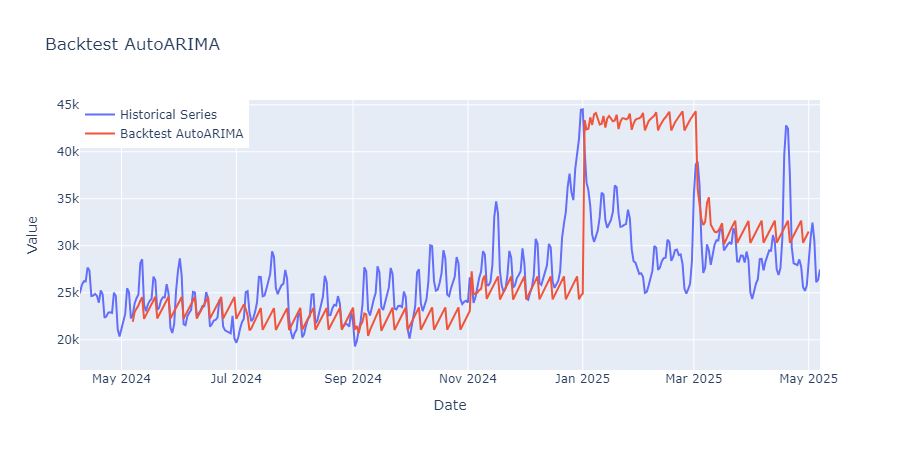 Backtest AutoARIMA
Historical Series
Backtest AutoARIMA
45k
40k
35k
30k
25k
20k
Value
May 2024
Jul 2024
Sep 2024
Nov 2024
Jan 2025
Mar 2025
May 2025
Date